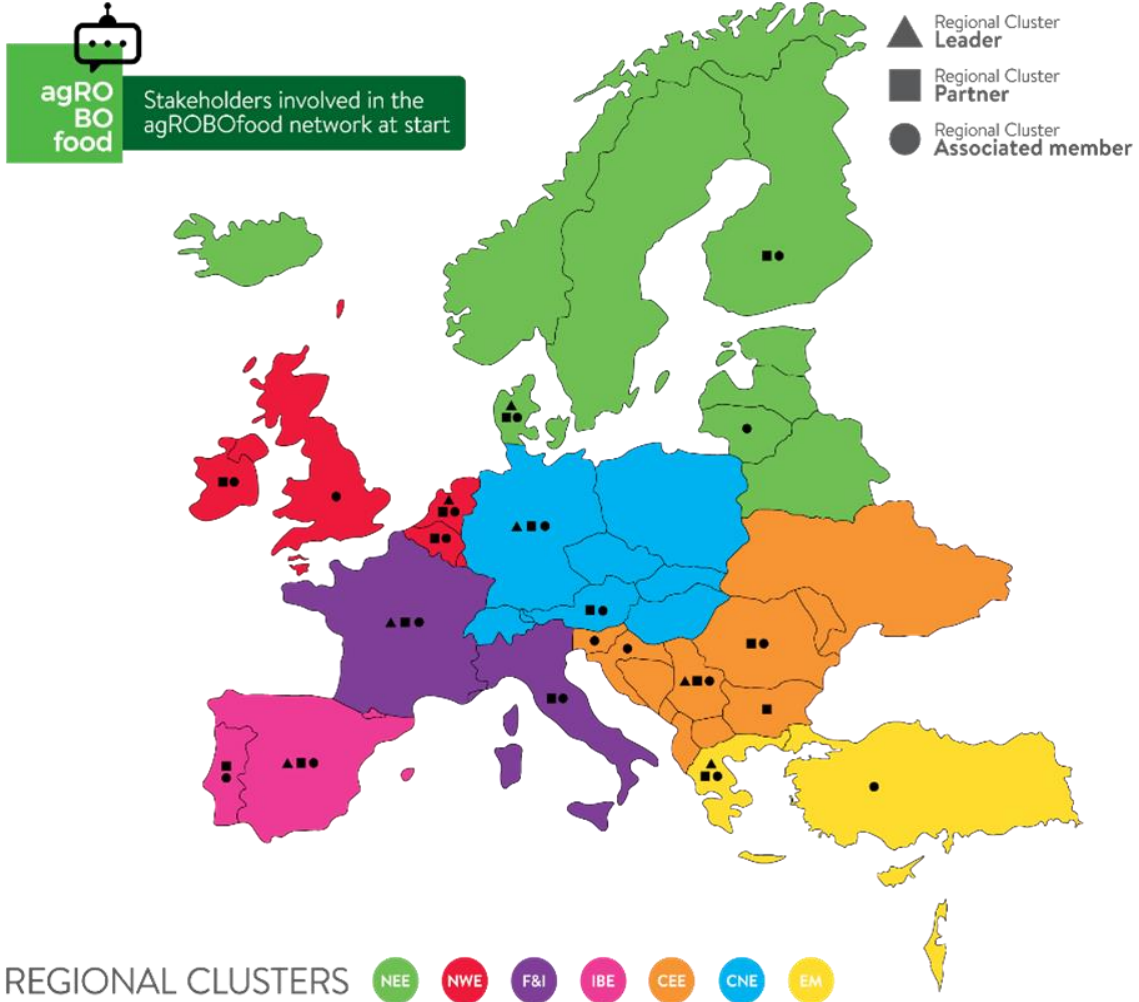 agRO
BO
food
Stakeholders involved in the
agROBOfood network at start
Regional Cluster
Leader
Regional Cluster
Partner
Regional Cluster
Associated member
REGIONAL CLUSTERS NEE NWE F&I IBE CEE CNE EM